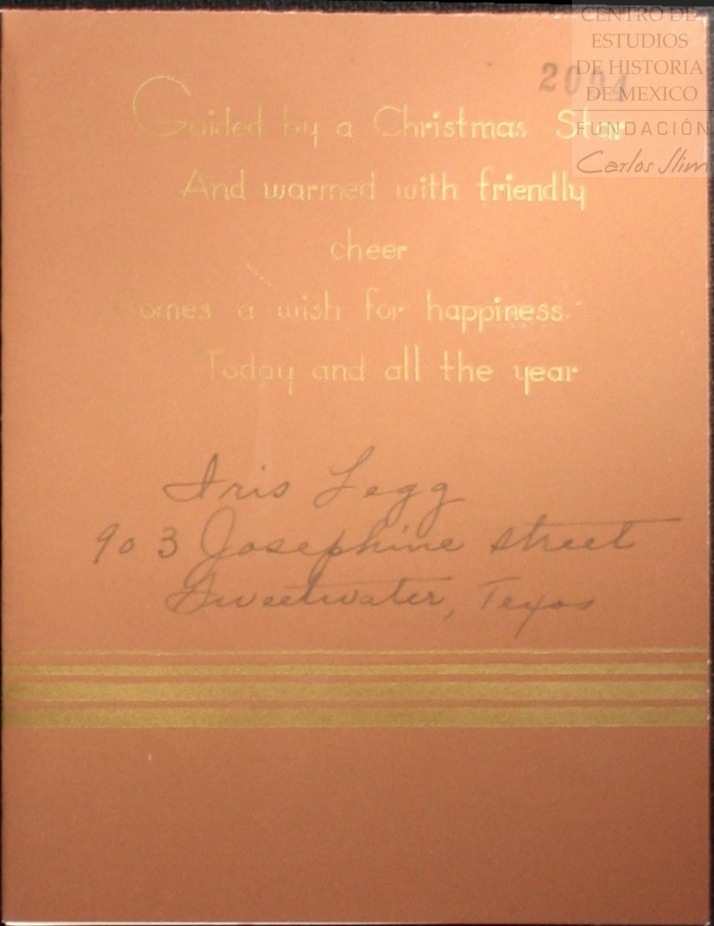 CENTRO DE
ESTUDIOS
DE HISTORIA
DE MEXICO
FUNDACIÓN
Carlos Slim
2094
Guided by a Christmas Star
And warmed with friendly
cheer
Comes a wish for happiness
Today and all the year
Iris Legg
903 Josephine street
Sweetwater, Texas